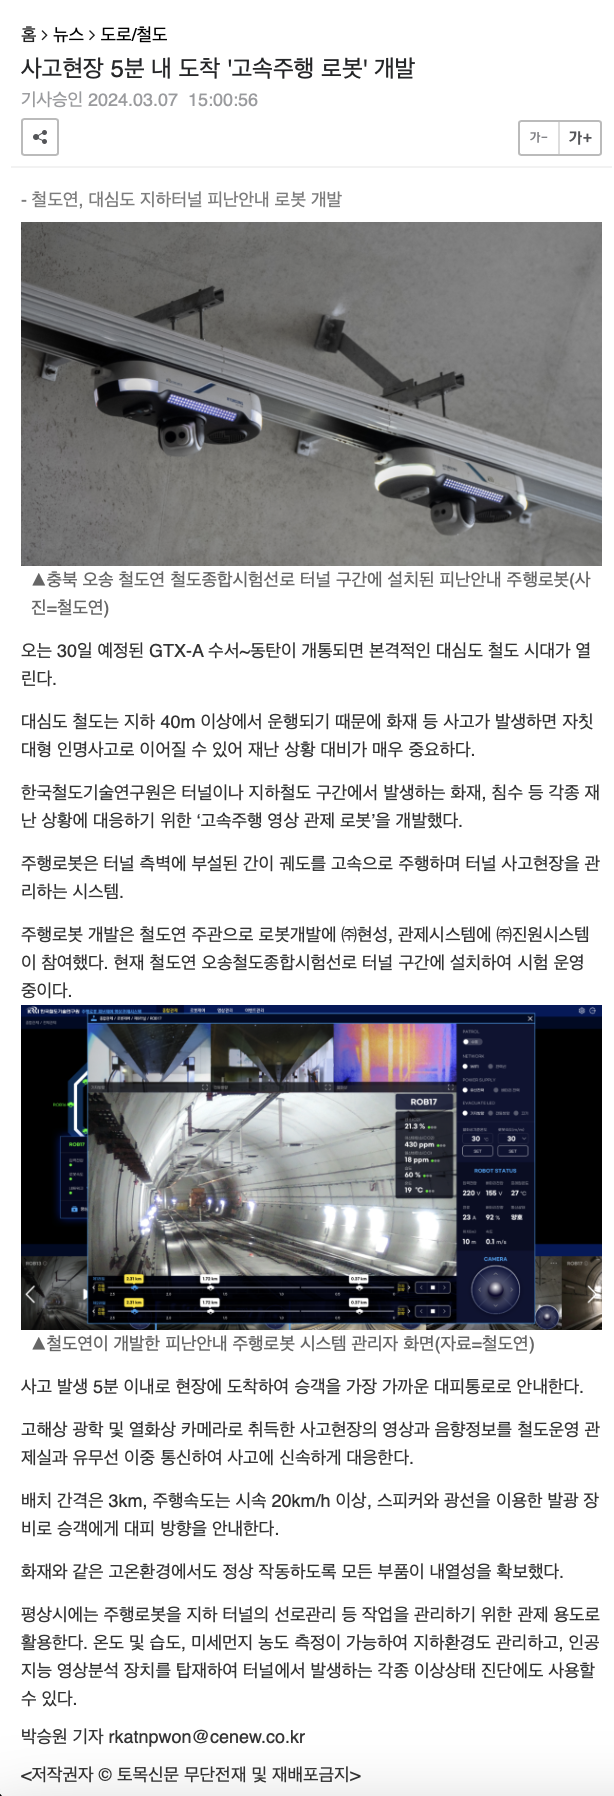 홈 > 뉴스 > 도로/철도
사고현장 5분 내 도착 '고속주행 로봇' 개발
기사승인 2024.03.07  15:00:56
가-
가+
- 철도연, 대심도 지하터널 피난안내 로봇 개발
▲충북 오송 철도연 철도종합시험선로 터널 구간에 설치된 피난안내 주행로봇(사
진=철도연)
오는 30일 예정된 GTX-A 수서~동탄이 개통되면 본격적인 대심도 철도 시대가 열
린다.
대심도 철도는 지하 40m 이상에서 운행되기 때문에 화재 등 사고가 발생하면 자칫
대형 인명사고로 이어질 수 있어 재난 상황 대비가 매우 중요하다.
한국철도기술연구원은 터널이나 지하철도 구간에서 발생하는 화재, 침수 등 각종 재
난 상황에 대응하기 위한 ‘고속주행 영상 관제 로봇’을 개발했다.
주행로봇은 터널 측벽에 부설된 간이 궤도를 고속으로 주행하며 터널 사고현장을 관
리하는 시스템.
주행로봇 개발은 철도연 주관으로 로봇개발에 ㈜현성, 관제시스템에 ㈜진원시스템
이 참여했다. 현재 철도연 오송철도종합시험선로 터널 구간에 설치하여 시험 운영
중이다.
한국철도기술연구원
ROB17
21.3 %
430 ppm
18 ppm
60 %
19 ℃
PATROL
NETWORK
POWER SUPPLY
EVACUATE LED
30
30
SET
SET
ROBOT STATUS
220 V
155 V
27 ℃
23 A
92 %
양호
10 m
0.1 m/s
CAMERA
ROB17
▲철도연이 개발한 피난안내 주행로봇 시스템 관리자 화면(자료=철도연)
사고 발생 5분 이내로 현장에 도착하여 승객을 가장 가까운 대피통로로 안내한다.
고해상 광학 및 열화상 카메라로 취득한 사고현장의 영상과 음향정보를 철도운영 관
제실과 유무선 이중 통신하여 사고에 신속하게 대응한다.
배치 간격은 3km, 주행속도는 시속 20km/h 이상, 스피커와 광선을 이용한 발광 장
비로 승객에게 대피 방향을 안내한다.
화재와 같은 고온환경에서도 정상 작동하도록 모든 부품이 내열성을 확보했다.
평상시에는 주행로봇을 지하 터널의 선로관리 등 작업을 관리하기 위한 관제 용도로
활용한다. 온도 및 습도, 미세먼지 농도 측정이 가능하여 지하환경도 관리하고, 인공
지능 영상분석 장치를 탑재하여 터널에서 발생하는 각종 이상상태 진단에도 사용할
수 있다.
박승원 기자 rkatnpwon@cenew.co.kr
<저작권자 © 토목신문 무단전재 및 재배포금지>